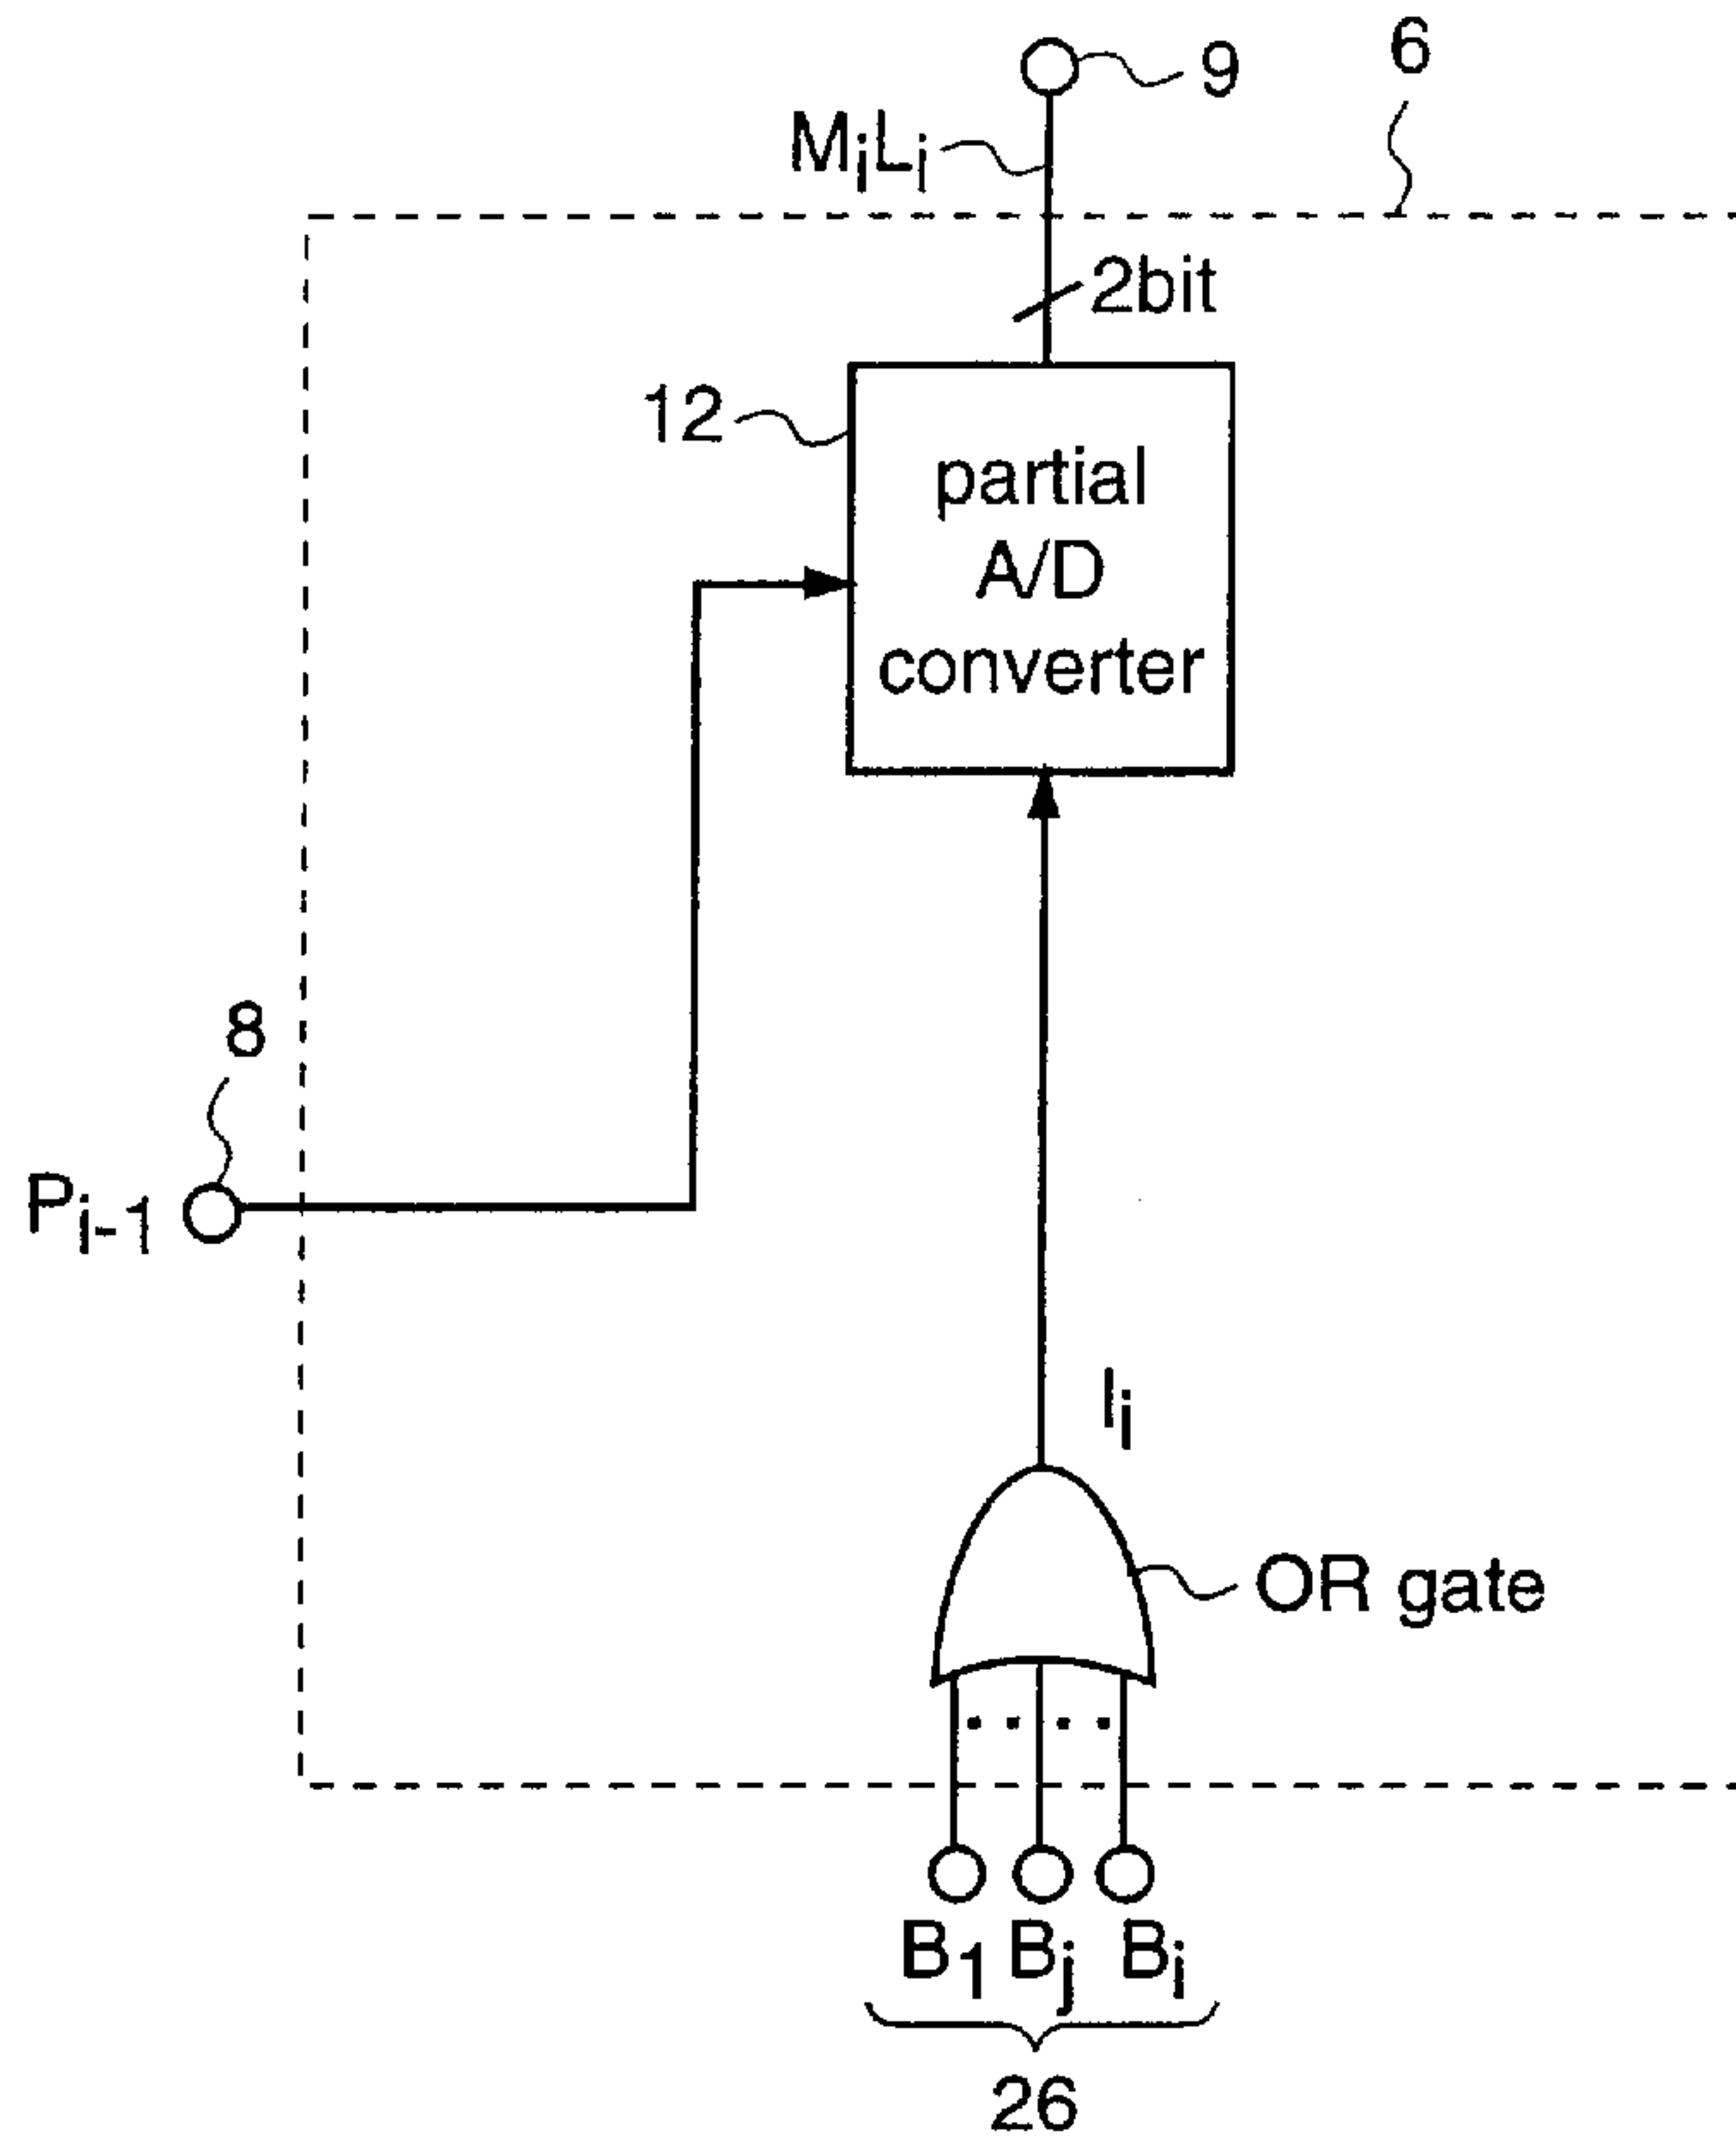 9
6
MiLi
2bit
12
partial
A/D
converter
8
Pi-1
Ii
OR gate
B1 Bj Bi
26